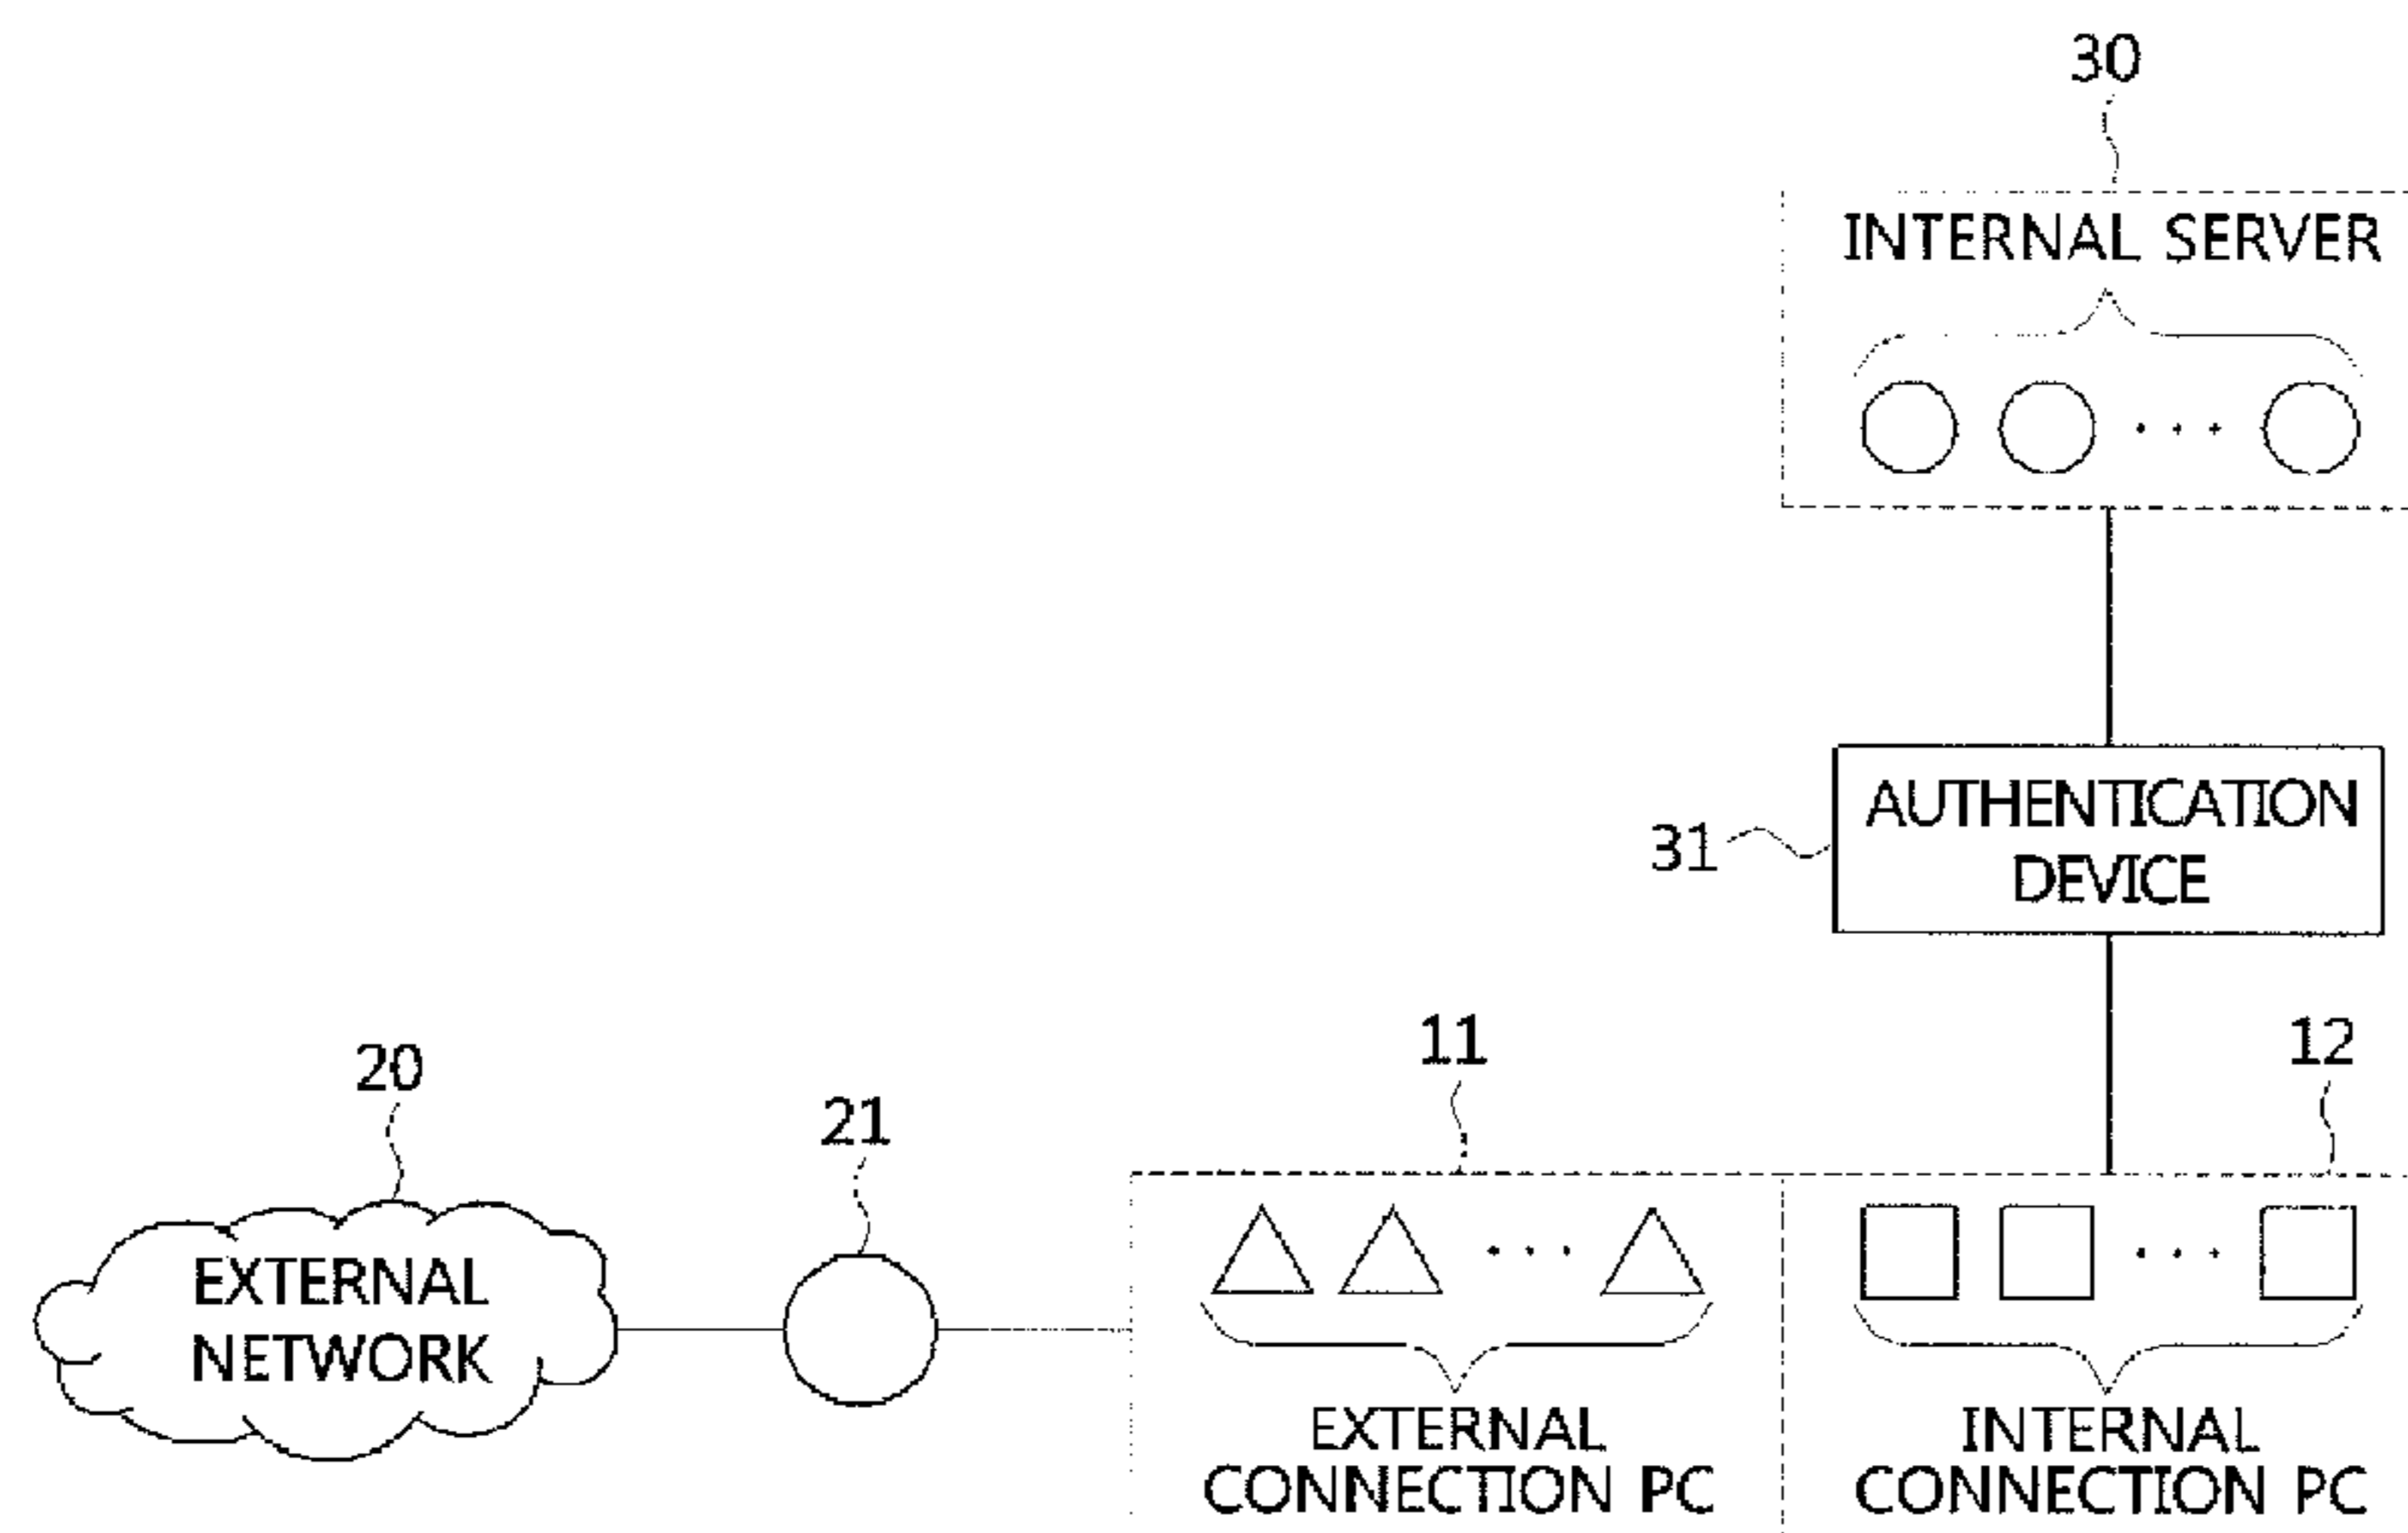 30
INTERNAL SERVER
AUTHENTICATION
DEVICE
31
11
12
20
21
EXTERNAL
NETWORK
EXTERNAL
CONNECTION PC
INTERNAL
CONNECTION PC